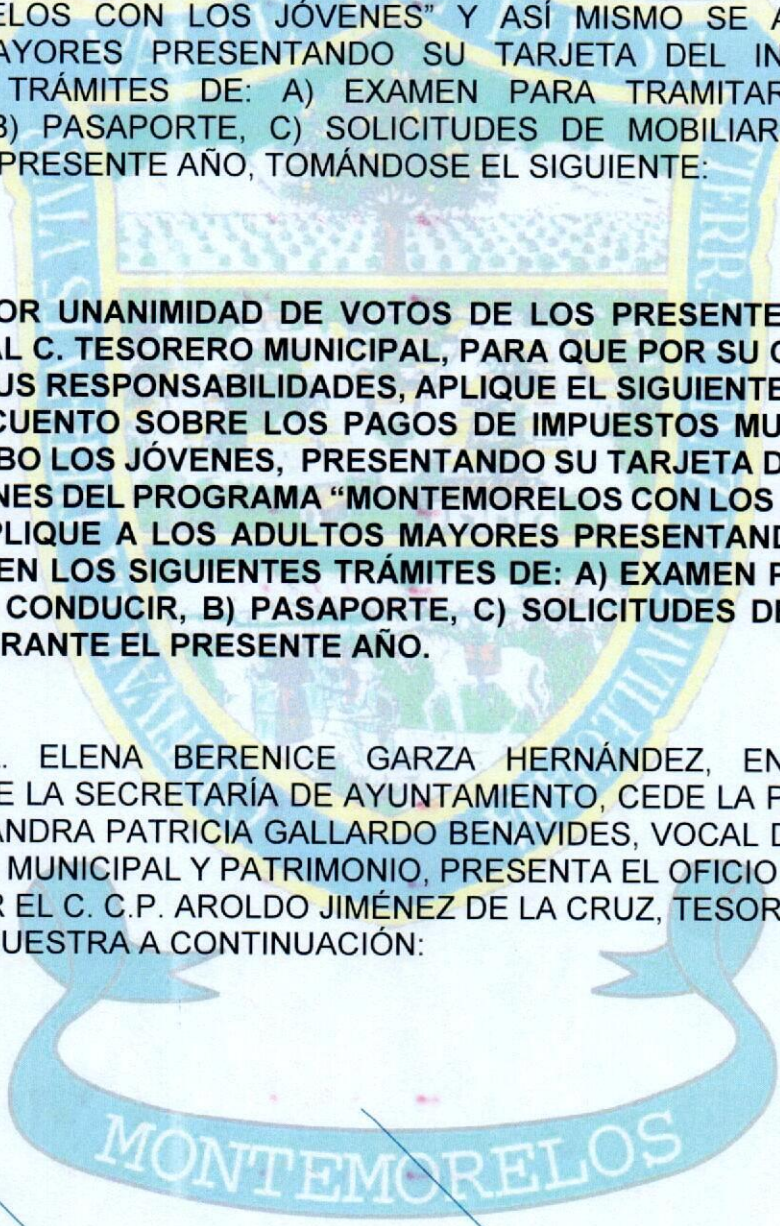 ELOS CON LOS JÓVENES” Y ASÍ MISMO SE A
AYORES PRESENTANDO SU TARJETA DEL IN
TRÁMITES DE: A) EXAMEN PARA TRAMITAR
B) PASAPORTE, C) SOLICITUDES DE MOBILIAR
PRESENTE AÑO, TOMÁNDOSE EL SIGUIENTE:
OR UNANIMIDAD DE VOTOS DE LOS PRESENTE
AL C. TESORERO MUNICIPAL, PARA QUE POR SU C
US RESPONSABILIDADES, APLIQUE EL SIGUIENTE
CUENTO SOBRE LOS PAGOS DE IMPUESTOS MU
BO LOS JÓVENES, PRESENTANDO SU TARJETA D
NES DEL PROGRAMA “MONTEMORELOS CON LOS
PLIQUE A LOS ADULTOS MAYORES PRESENTAND
EN LOS SIGUIENTES TRÁMITES DE: A) EXAMEN P
CONDUCIR, B) PASAPORTE, C) SOLICITUDES D
RANTE EL PRESENTE AÑO.
. ELENA BERENICE GARZA HERNÁNDEZ, EN
E LA SECRETARÍA DE AYUNTAMIENTO, CEDE LA P
ANDRA PATRICIA GALLARDO BENAVIDES, VOCAL D
MUNICIPAL Y PATRIMONIO, PRESENTA EL OFICIO
R EL C. C.P. AROLDO JIMÉNEZ DE LA CRUZ, TESOR
UESTRA A CONTINUACIÓN:
MONTEMORELOS